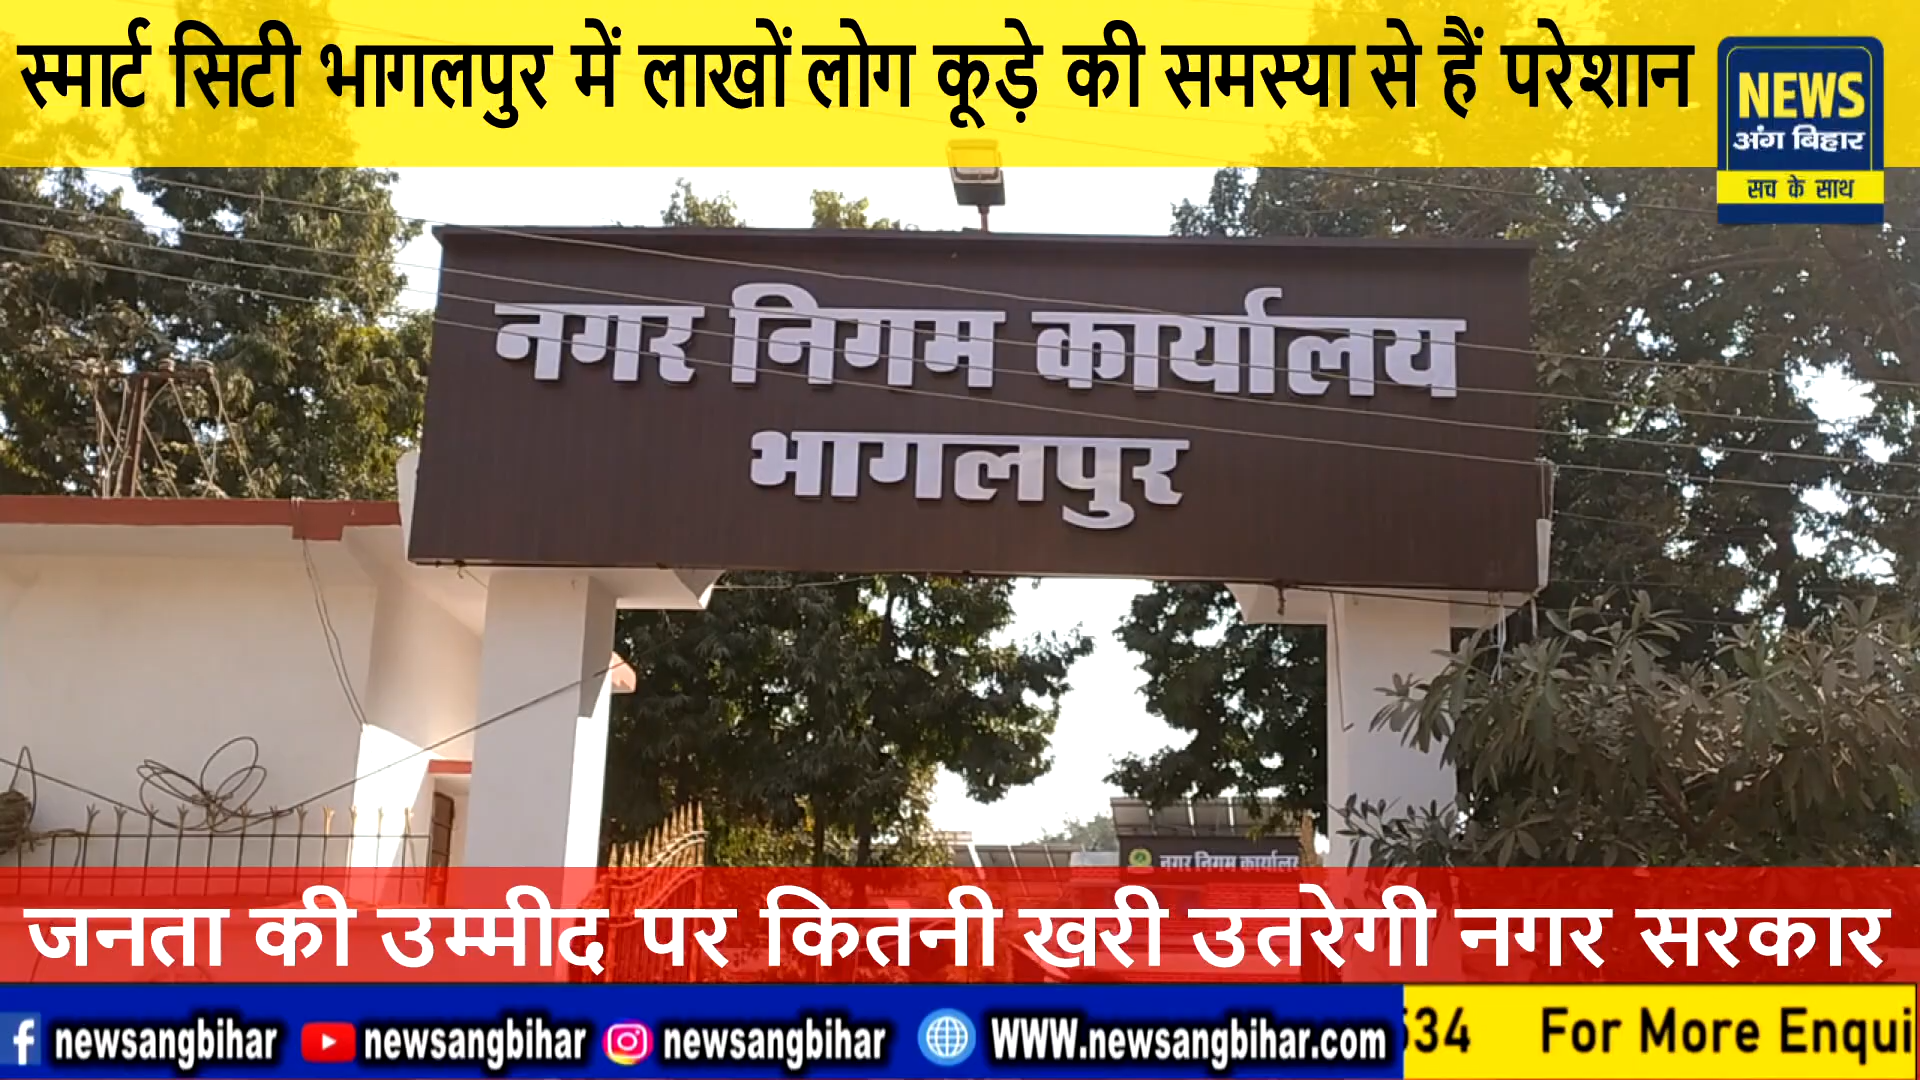 स्मार्ट सिटी भागलपुर में लाखों लोग कूड़े की समस्या से हैं परेशान
NEWS
अंग बिहार
सच के साथ
नगर निगम कार्यालय
भागलपुर
नगर निगम कार्यालय
जनता की उम्मीद पर कितनी खरी उतरेगी नगर सरकार
newsangbihar newsangbihar newsangbihar WWW.newsangbihar.com 534 For More Enqui